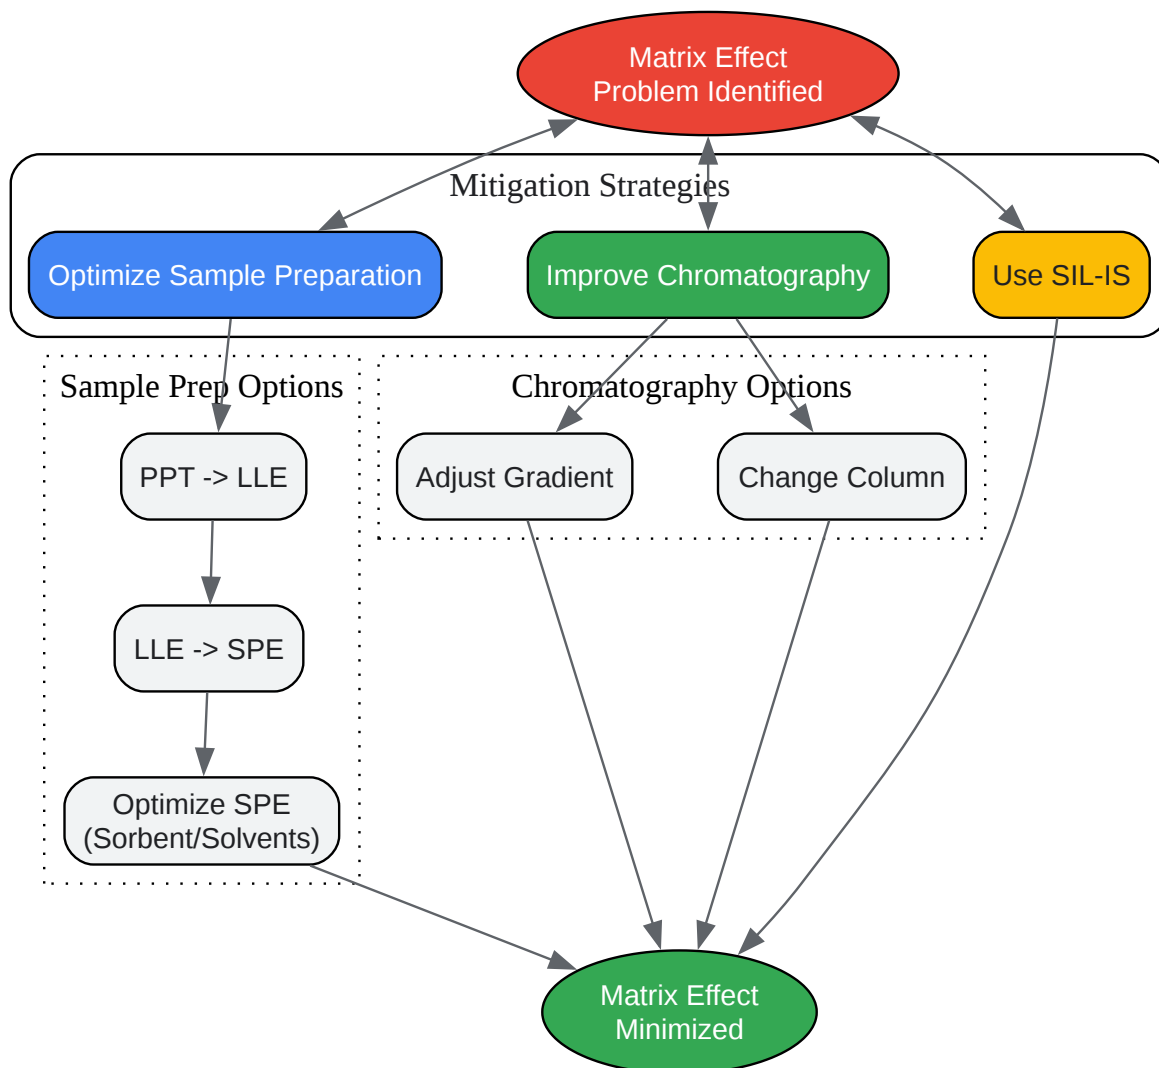 Matrix Effect
Problem Identified
Mitigation Strategies
Optimize Sample Preparation
Improve Chromatography
Use SIL-IS
Sample Prep Options
Chromatography Options
PPT -> LLE
Adjust Gradient
Change Column
LLE -> SPE
Optimize SPE
(Sorbent/Solvents)
Matrix Effect
Minimized